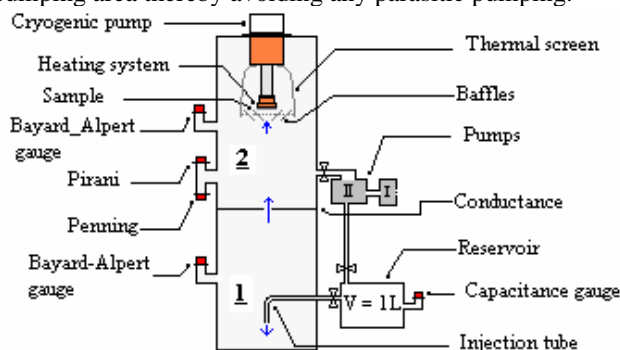 pumping area thereby avoiding any parasitic pumping.
Cryogenic pump
Thermal screen
Heating system
Sample
Baffles
Bayard_Alpert
gauge
2
Pumps
Pirani
II
I
Conductance
Penning
Reservoir
Bayard-Alpert
gauge
1
V = 1L
Capacitance gauge
Injection tube